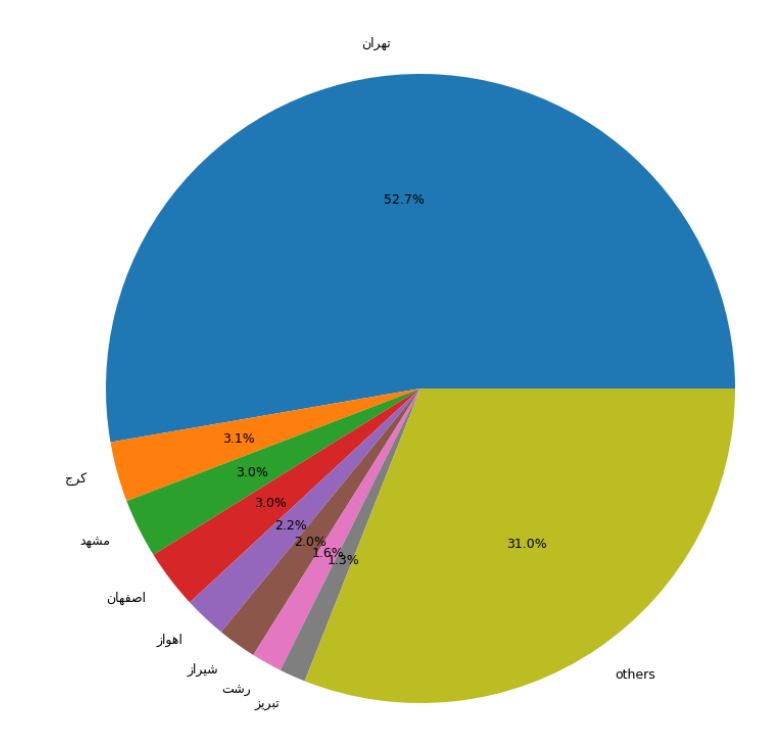 تهران
52.7%
3.1%
کرج
3.0%
مشهد
3.0%
اصفهان
2.2%
اهواز
2.0%
شیراز
1.6%
رشت
1.3%
تبریز
31.0%
others